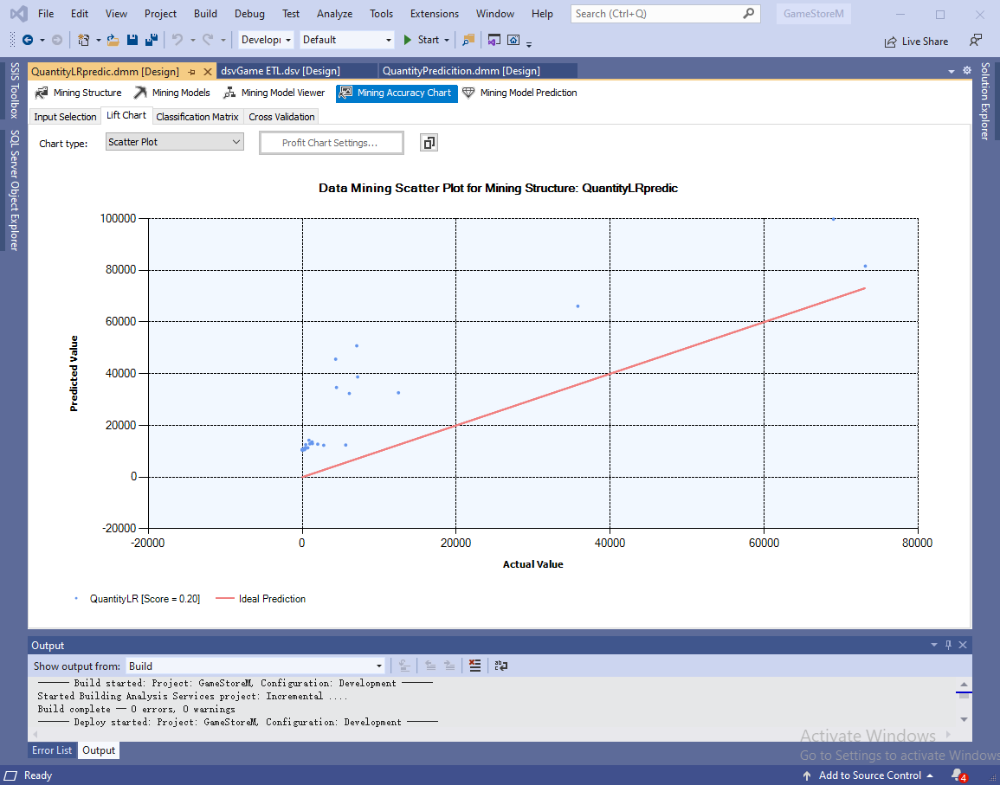 File Edit View Project Build Debug Test Analyze Tools Extensions Window Help Search (Ctrl+Q) GameStoreM
Developi Default Start Live Share
QuantityLRpredic.dmm [Design] dsvGame ETL.dsv [Design] QuantityPredicition.dmm [Design]
SSIS Toolbox
SQL Server Object Explorer
Solution Explorer
Mining Structure Mining Models Mining Model Viewer Mining Accuracy Chart Mining Model Prediction
Input Selection Lift Chart Classification Matrix Cross Validation
Chart type: Scatter Plot Profit Chart Settings...
Data Mining Scatter Plot for Mining Structure: QuantityLRpredic
100000
80000
60000
40000
20000
0
-20000
Predicted Value
-20000 0 20000 40000 60000 80000
Actual Value
QuantityLR [Score = 0.20] Ideal Prediction
Output
Show output from: Build
------ Build started: Project: GameStoreM, Configuration: Development ------
Started Building Analysis Services project: Incremental ....
Build complete -- 0 errors, 0 warnings
------ Deploy started: Project: GameStoreM, Configuration: Development ------
Activate Windows
Go to Settings to activate Windows
Error List Output
Ready Add to Source Control 4